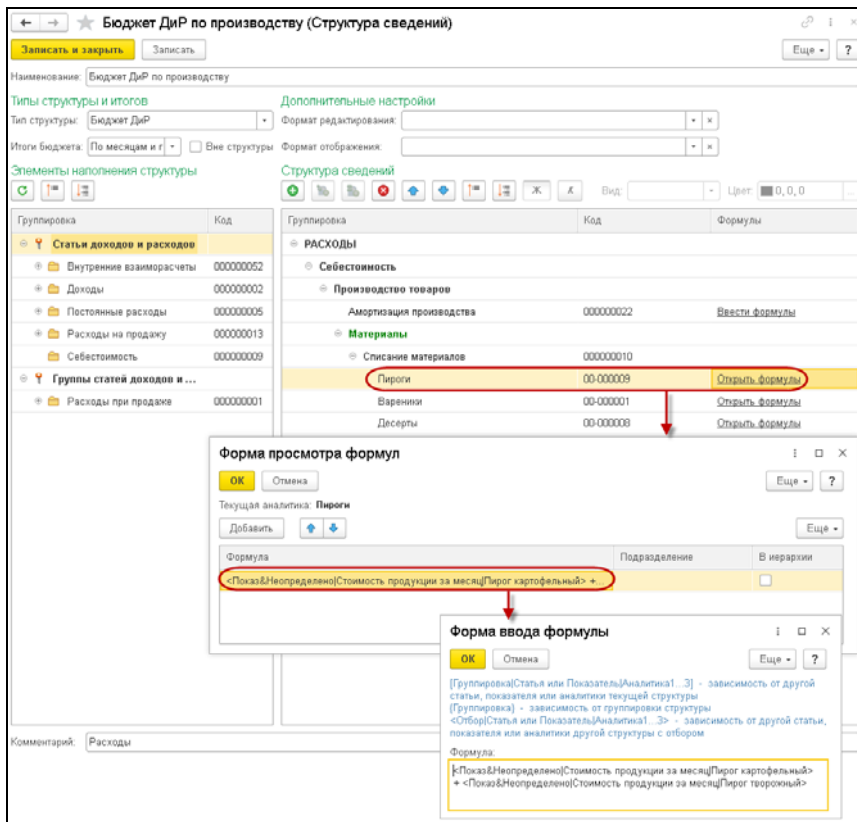 Бюджет ДиР по производству (Структура сведений)
Записать и закрыть Записать Еще ?
Наименование: Бюджет ДиР по производству
Типы структуры и итогов Дополнительные настройки
Тип структуры: Бюджет ДиР Формат редактирования:
Итоги бюджета: По месяцам и г Вне структуры Формат отображения:
Элементы наполнения структуры Структура сведений
Ж К Вид: Цвет: 0, 0, 0 ...
Группировка Код Группировка Код Формулы
Статьи доходов и расходов РАСХОДЫ
Внутренние взаиморасчеты 000000052 Себестоимость
Доходы 000000002 Производство товаров
Постоянные расходы 000000005 Амортизация производства 000000022 Ввести формулы
Расходы на продажу 000000013 Материалы
Себестоимость 000000009 Списание материалов 000000010
Группы статей доходов и ... Пироги 00-000009 Открыть формулы
Расходы при продаже 000000001 Вареники 00-000001 Открыть формулы
Десерты 00-000008 Открыть формулы
Форма просмотра формул
ОК Отмена Еще ?
Текущая аналитика: Пироги
Добавить Еще
Формула Подразделение В иерархии
<Показ&Неопределено|Стоимость продукции за месяц|Пирог картофельный> +...
Форма ввода формулы
ОК Отмена Еще ?
[Группировка|Статья или Показатель|Аналитика1...3] - зависимость от другой
статьи, показателя или аналитики текущей структуры
{Группировка} - зависимость от группировки структуры
<Отбор|Статья или Показатель|Аналитика1...3> - зависимость от другой статьи,
показателя или аналитики другой структуры с отбором
Формула:
<Показ&Неопределено|Стоимость продукции за месяц|Пирог картофельный>
+ <Показ&Неопределено|Стоимость продукции за месяц|Пирог творожный>
Комментарий: Расходы